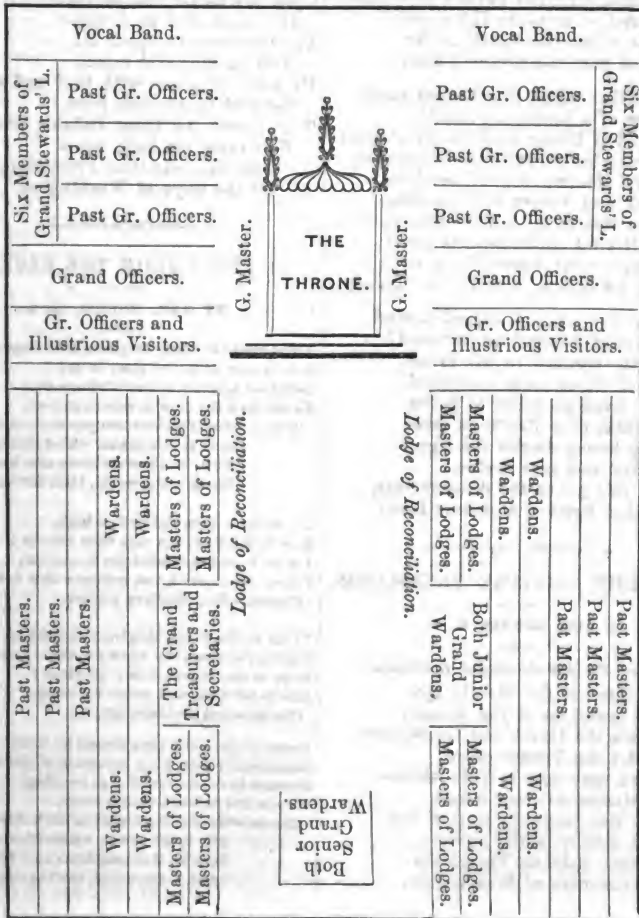 Vocal Band.
Vocal Band.
Six Members of
Grand Stewards' L.
Past Gr. Officers.
Past Gr. Officers.
Past Gr. Officers.
Past Gr. Officers.
Past Gr. Officers.
Past Gr. Officers.
Six Members of
Grand Stewards' L.
G. Master.
THE
THRONE.
G. Master.
Grand Officers.
Grand Officers.
Gr. Officers and
Illustrious Visitors.
Gr. Officers and
Illustrious Visitors.
Past Masters.
Past Masters.
Past Masters.
Wardens.
Wardens.
Wardens.
Wardens.
Masters of Lodges.
Masters of Lodges.
The Grand
Treasurers and
Secretaries.
Masters of Lodges.
Masters of Lodges.
Lodge of Reconciliation.
Lodge of Reconciliation.
Masters of Lodges.
Masters of Lodges.
Both Junior
Grand
Wardens.
Masters of Lodges.
Masters of Lodges.
Wardens.
Wardens.
Wardens.
Wardens.
Past Masters.
Past Masters.
Past Masters.
Both
Senior
Grand
Wardens.